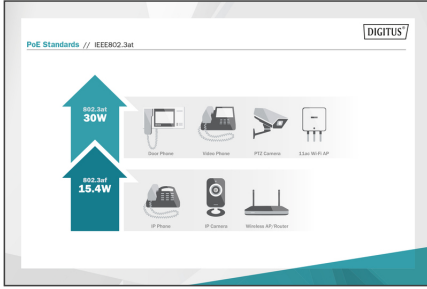 DIGITUS®
PoE Standards // IEEE802.3at
802.3at
30W
Door Phone Video Phone PTZ Camera 11ac Wi-Fi AP
802.3af
15.4W
IP Phone IP Camera Wireless AP/Router